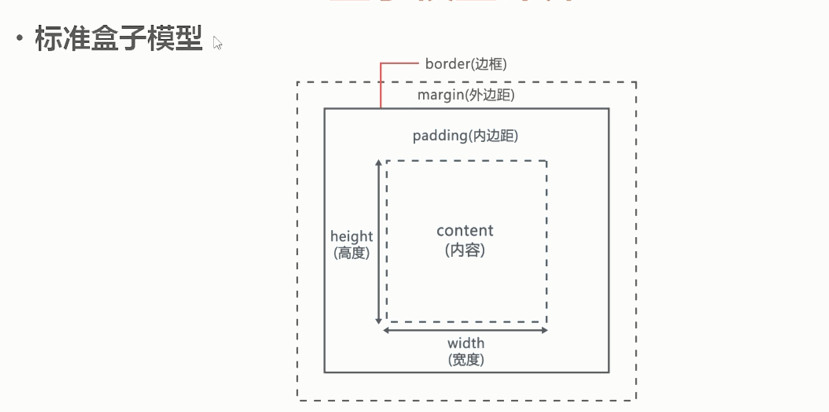 • 标准盒子模型
border(边框)
margin(外边距)
padding(内边距)
height
(高度)
content
(内容)
width
(宽度)